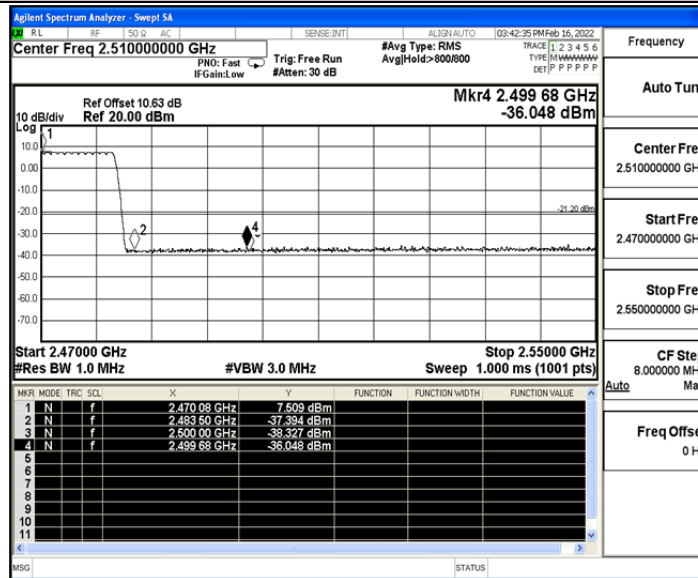 Agilent Spectrum Analyzer - Swept SA
RL RF 50 Ω AC SENSE:INT ALIGN AUTO 03:42:35 PM Feb 16, 2022
Center Freq 2.510000000 GHz
PNO: Fast
IFGain:Low
Trig: Free Run
#Atten: 30 dB
#Avg Type: RMS
Avg|Hold:>800/800
TRACE 1 2 3 4 5 6
TYPE MWWWWW
DET P P P P P P
Frequency
Mkr4 2.499 68 GHz
-36.048 dBm
Ref Offset 10.63 dB
10 dB/div Ref 20.00 dBm
Log
10.0
0.00
-10.0
-20.0
-30.0
-40.0
-50.0
-60.0
-70.0
1
2
4
-21.20 dBm
Start 2.47000 GHz Stop 2.55000 GHz
#Res BW 1.0 MHz #VBW 3.0 MHz Sweep 1.000 ms (1001 pts)
MKR MODE TRC SCL X Y FUNCTION FUNCTION WIDTH FUNCTION VALUE
1 N f 2.470 08 GHz 7.509 dBm
2 N f 2.483 50 GHz -37.394 dBm
3 N f 2.500 00 GHz -38.327 dBm
4 N f 2.499 68 GHz -36.048 dBm
5
6
7
8
9
10
11
MSG STATUS
Auto Tun
Center Fre
2.510000000 GH
Start Fre
2.470000000 GH
Stop Fre
2.550000000 GH
CF Ste
8.000000 MH
Auto Ma
Freq Offse
0 H